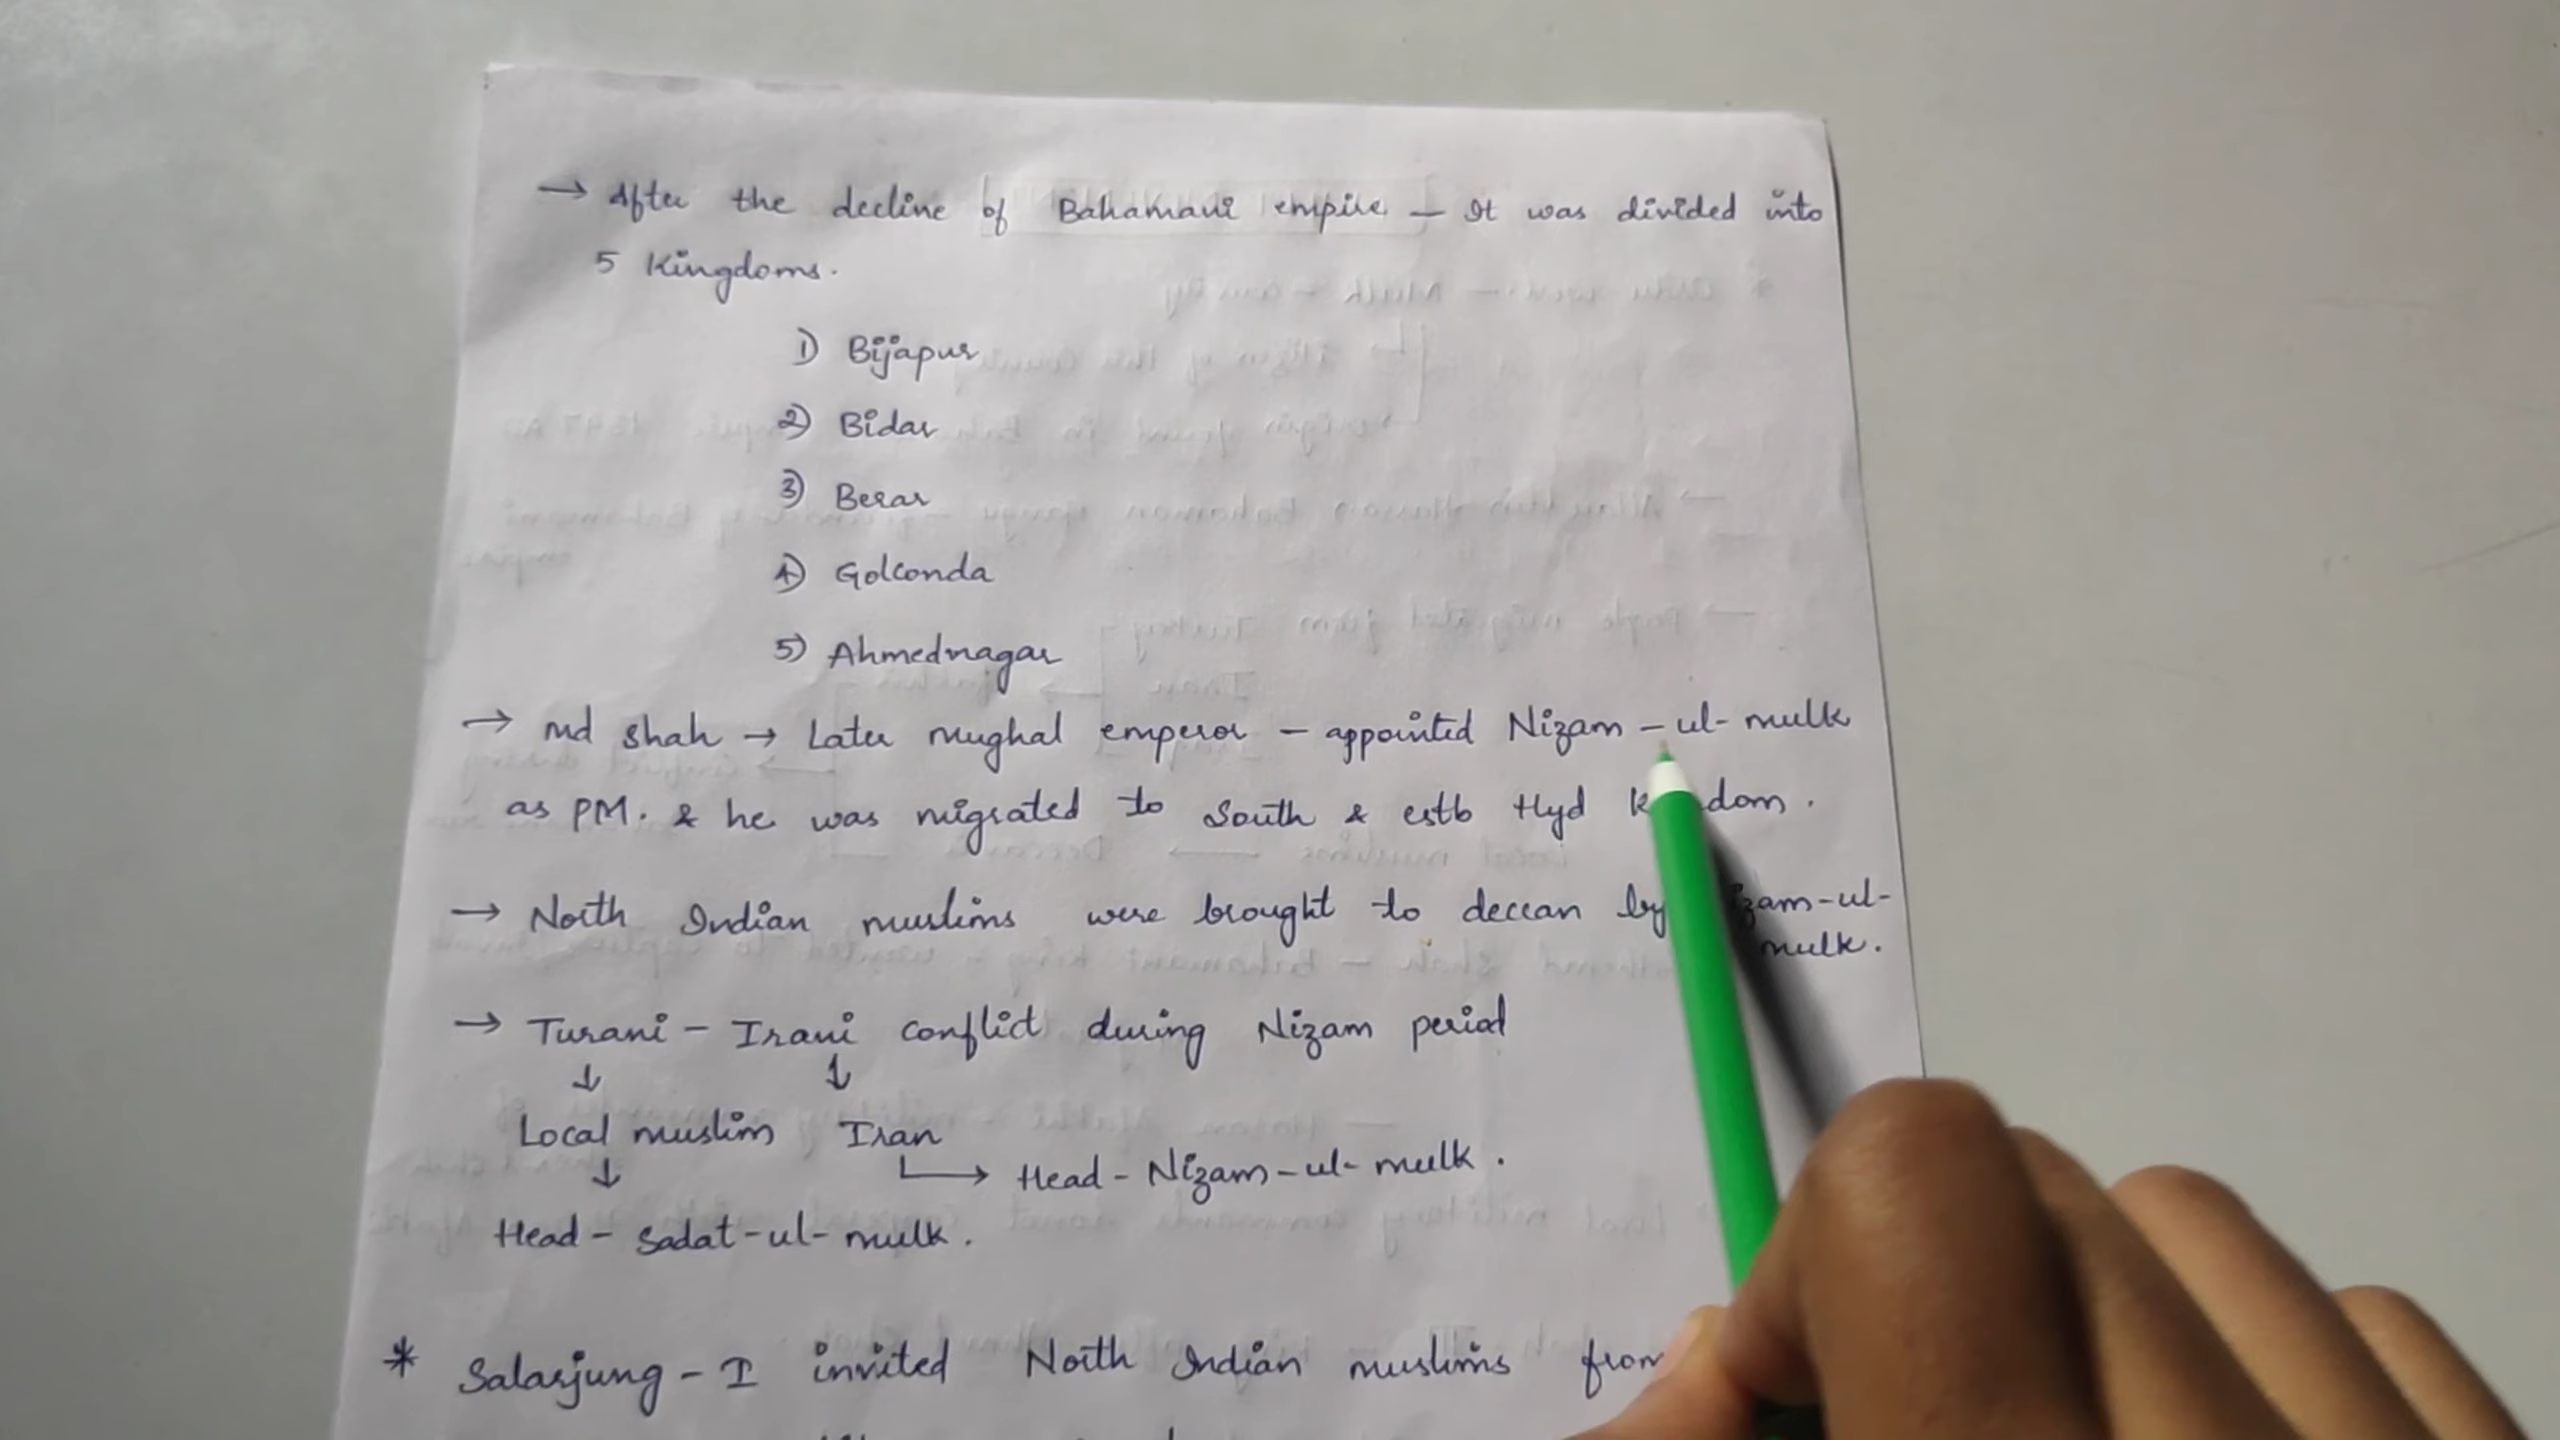 → After the decline of Bahamani empire - It was divided into
5 Kingdoms.
1) Bijapur
2) Bidar
3) Berar
4) Golconda
5) Ahmednagar
→ Md Shah → Later mughal emperor - appointed Nizam-ul-mulk
as PM. & he was migrated to South & estb Hyd dom.
→ North Indian muslims were brought to deccan by zam-ul-
mulk.
→ Turani - Irani conflict during Nizam period
↓ ↓
Local muslim Iran
↓ → Head - Nizam-ul-mulk.
Head - Sadat-ul-mulk.
* Salarjung-I invited North Indian muslims from